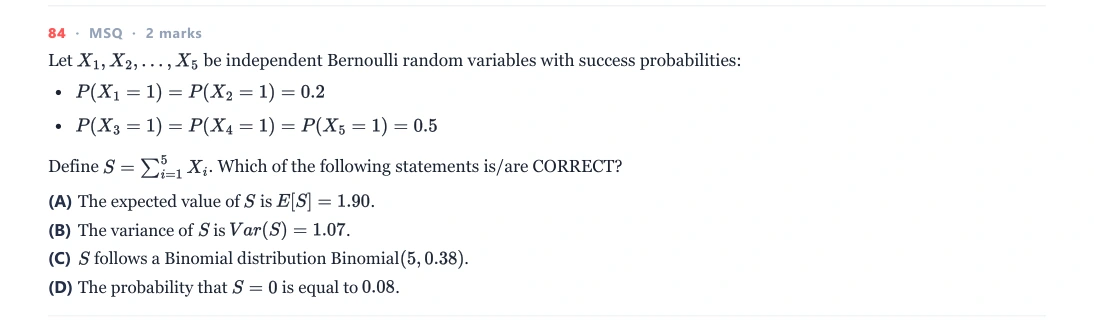 84 · MSQ · 2 marks
Let X₁, X₂, . . . , X₅ be independent Bernoulli random variables with success probabilities:
• P(X₁ = 1) = P(X₂ = 1) = 0.2
• P(X₃ = 1) = P(X₄ = 1) = P(X₅ = 1) = 0.5
Define S = ∑⁵ᵢ₌₁ Xᵢ. Which of the following statements is/are CORRECT?
(A) The expected value of S is E[S] = 1.90.
(B) The variance of S is Var(S) = 1.07.
(C) S follows a Binomial distribution Binomial(5, 0.38).
(D) The probability that S = 0 is equal to 0.08.